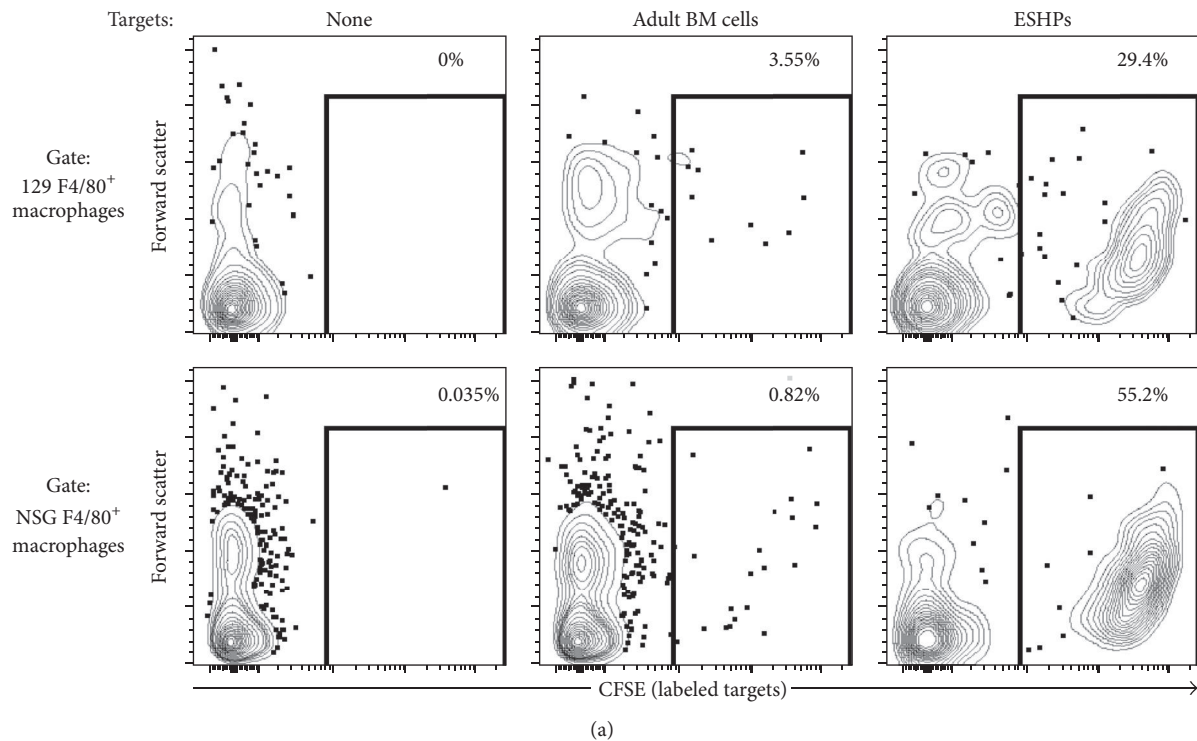 Targets:
None
Adult BM cells
ESHPs
Gate:
129 F4/80+
macrophages
Forward scatter
0%
3.55%
29.4%
Gate:
NSG F4/80+
macrophages
Forward scatter
0.035%
0.82%
55.2%
CFSE (labeled targets)
(a)